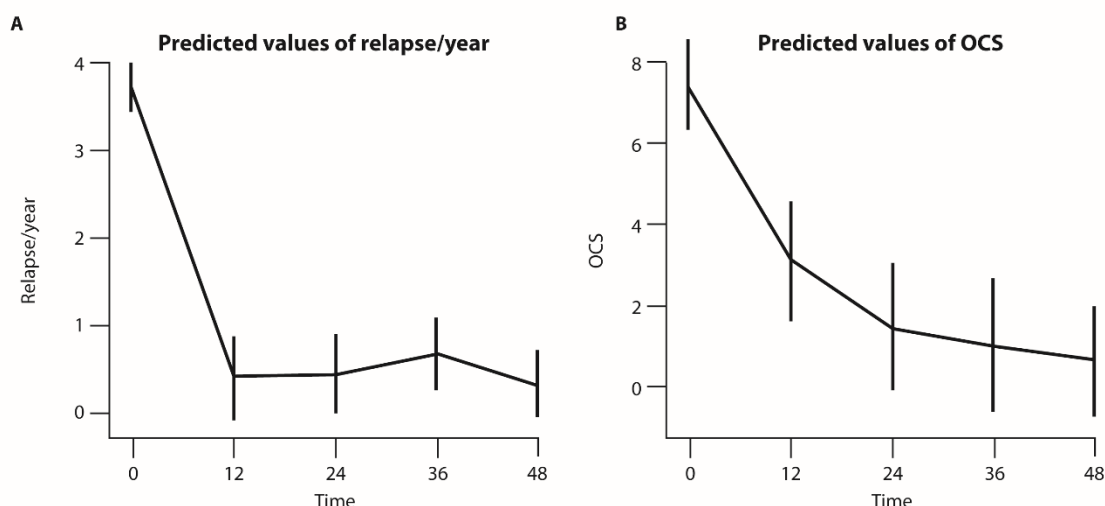 A
Predicted values of relapse/year
4
3
2
1
0
Relapse/year
0 12 24 36 48
Time
B
Predicted values of OCS
8
6
4
2
0
OCS
0 12 24 36 48
Time